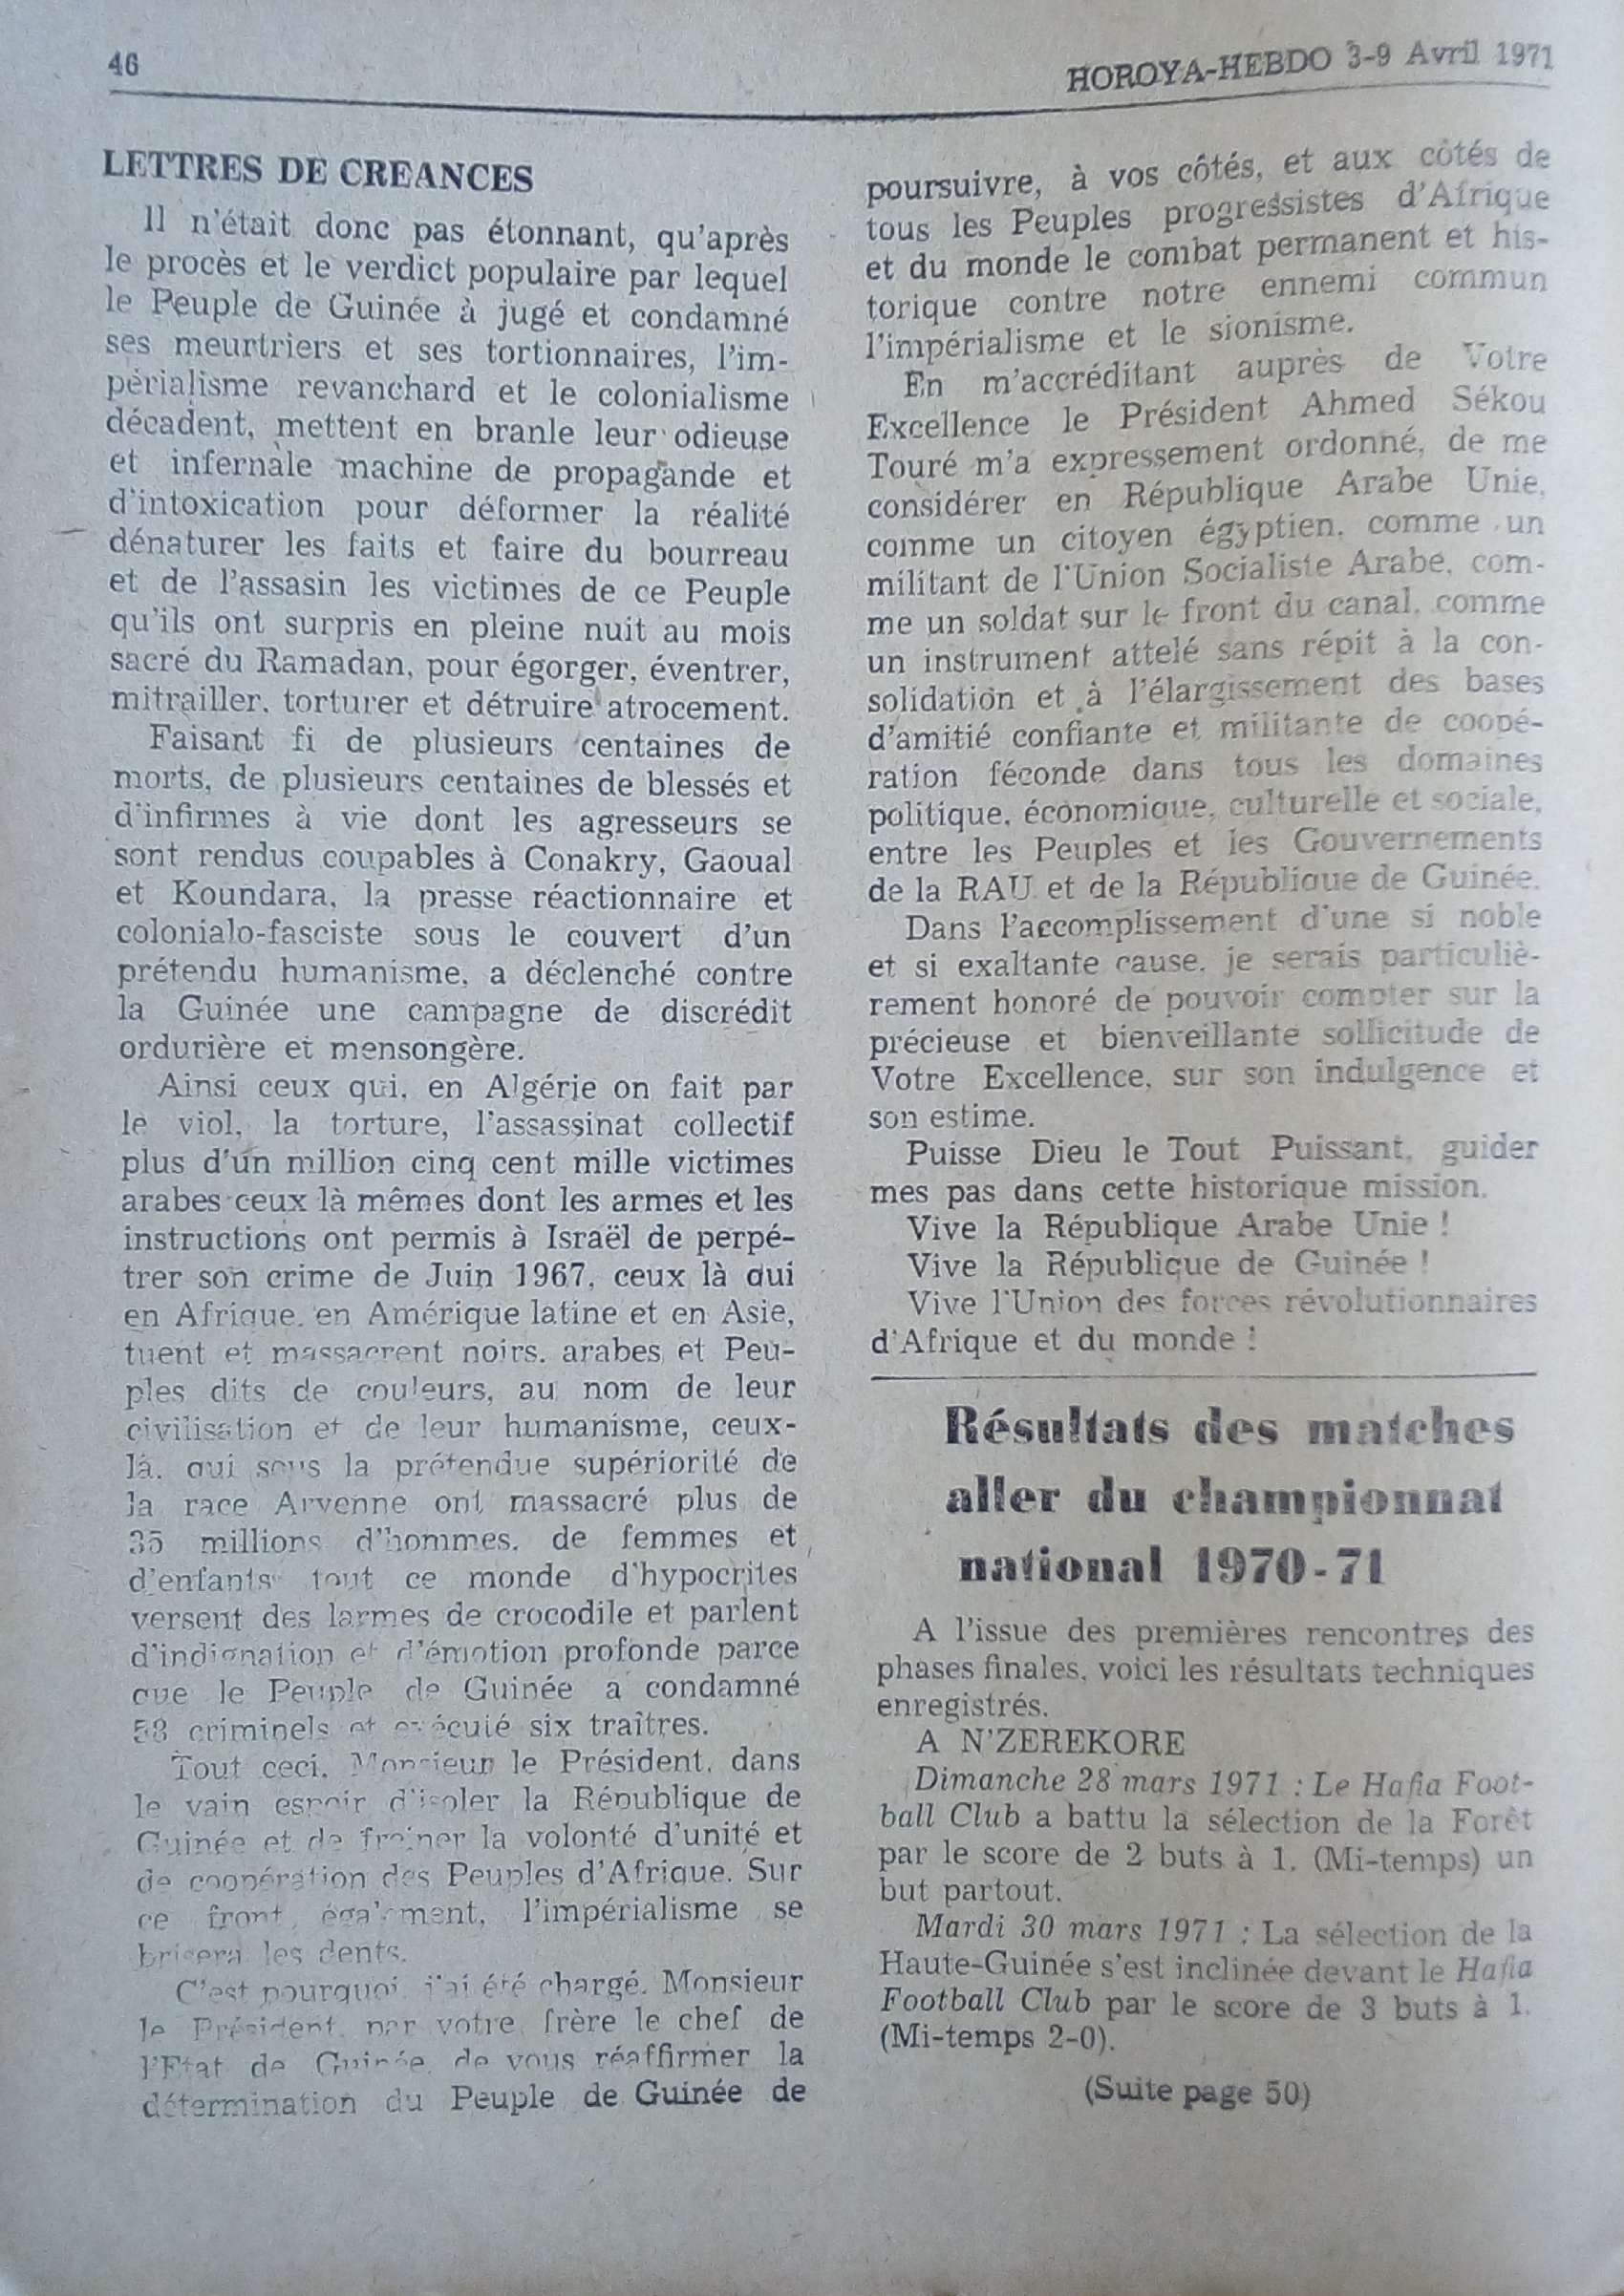 46
HOROYA-HEBDO 3-9 Avril 1971
LETTRES DE CREANCES
Il n'était donc pas étonnant, qu'après
le procès et le verdict populaire par lequel
le Peuple de Guinée à jugé et condamné
ses meurtriers et ses tortionnaires, l'im-
périalisme revanchard et le colonialisme
décadent, mettent en branle leur odieuse
et infernale machine de propagande et
d'intoxication pour déformer la réalité
dénaturer les faits et faire du bourreau
et de l'assasin les victimes de ce Peuple
qu'ils ont surpris en pleine nuit au mois
sacré du Ramadan, pour égorger, éventrer,
mitrailler, torturer et détruire atrocement.
Faisant fi de plusieurs centaines de
morts, de plusieurs centaines de blessés et
d'infirmes à vie dont les agresseurs se
sont rendus coupables à Conakry, Gaoual
et Koundara, la presse réactionnaire et
colonialo-fasciste sous le couvert d'un
prétendu humanisme, a déclenché contre
la Guinée une campagne de discrédit
ordurière et mensongère.
Ainsi ceux qui, en Algérie on fait par
le viol, la torture, l'assassinat collectif
plus d'un million cinq cent mille victimes
arabes ceux là mêmes dont les armes et les
instructions ont permis à Israël de perpé-
trer son crime de Juin 1967, ceux là qui
en Afrique, en Amérique latine et en Asie,
tuent et massacrent noirs, arabes et Peu-
ples dits de couleurs, au nom de leur
civilisation et de leur humanisme, ceux-
là, qui sous la prétendue supériorité de
la race Aryenne ont massacré plus de
35 millions d'hommes, de femmes et
d'enfants tout ce monde d'hypocrites
versent des larmes de crocodile et parlent
d'indignation et d'émotion profonde parce
que le Peuple de Guinée a condamné
58 criminels et exécuté six traîtres.
Tout ceci, Monsieur le Président, dans
le vain espoir d'isoler la République de
Guinée et de freiner la volonté d'unité et
de coopération des Peuples d'Afrique. Sur
ce front également, l'impérialisme se
brisera les dents.
C'est pourquoi, j'ai été chargé, Monsieur
le Président, par votre frère le chef de
l'Etat de Guinée, de vous réaffirmer la
détermination du Peuple de Guinée de
poursuivre, à vos côtés, et aux côtés de
tous les Peuples progressistes d'Afrique
et du monde le combat permanent et his-
torique contre notre ennemi commun
l'impérialisme et le sionisme.
En m'accréditant auprès de Votre
Excellence le Président Ahmed Sékou
Touré m'a expressement ordonné, de me
considérer en République Arabe Unie,
comme un citoyen égyptien, comme un
militant de l'Union Socialiste Arabe, com-
me un soldat sur le front du canal, comme
un instrument attelé sans répit à la con-
solidation et à l'élargissement des bases
d'amitié confiante et militante de coopé-
ration féconde dans tous les domaines
politique, économique, culturelle et sociale,
entre les Peuples et les Gouvernements
de la RAU et de la République de Guinée.
Dans l'accomplissement d'une si noble
et si exaltante cause, je serais particuliè-
rement honoré de pouvoir compter sur la
précieuse et bienveillante sollicitude de
Votre Excellence, sur son indulgence et
son estime.
Puisse Dieu le Tout Puissant, guider
mes pas dans cette historique mission.
Vive la République Arabe Unie !
Vive la République de Guinée !
Vive l'Union des forces révolutionnaires
d'Afrique et du monde !
Résultats des matches
aller du championnat
national 1970-71
A l'issue des premières rencontres des
phases finales, voici les résultats techniques
enregistrés.
A N'ZEREKORE
Dimanche 28 mars 1971 : Le Hafia Foot-
ball Club a battu la sélection de la Forêt
par le score de 2 buts à 1. (Mi-temps) un
but partout.
Mardi 30 mars 1971 : La sélection de la
Haute-Guinée s'est inclinée devant le Hafia
Football Club par le score de 3 buts à 1.
(Mi-temps 2-0).
(Suite page 50)